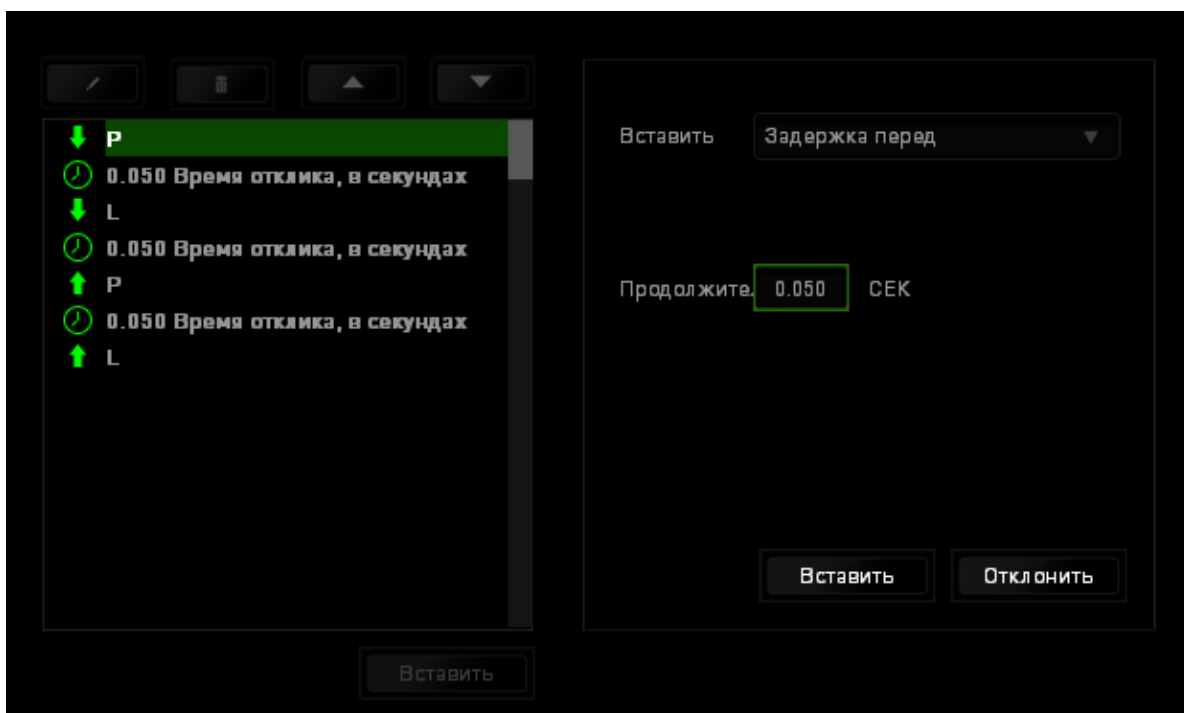 P
0.050 Время отклика, в секундах
L
0.050 Время отклика, в секундах
P
0.050 Время отклика, в секундах
L
Вставить
Вставить Задержка перед
Продолжите. 0.050 СЕК
Вставить Отклонить